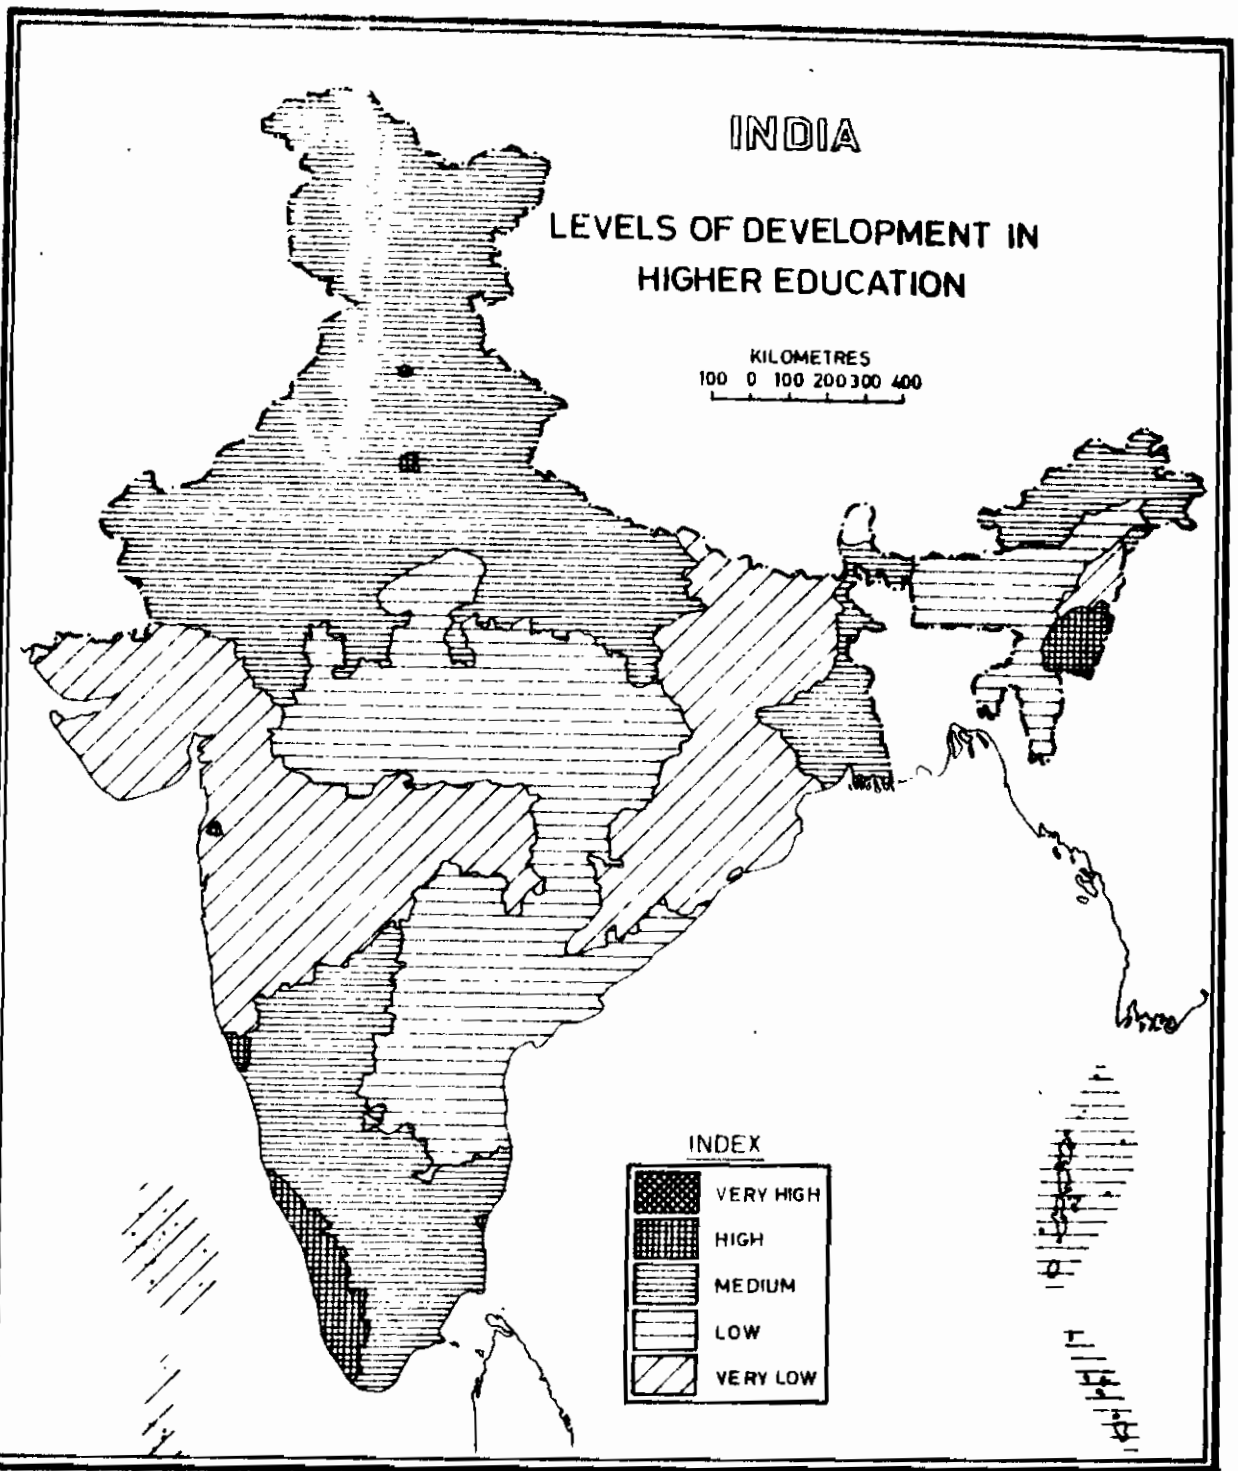 INDIA
LEVELS OF DEVELOPMENT IN
HIGHER EDUCATION
KILOMETRES
100 0 100 200 300 400
INDEX
VERY HIGH
HIGH
MEDIUM
LOW
VERY LOW